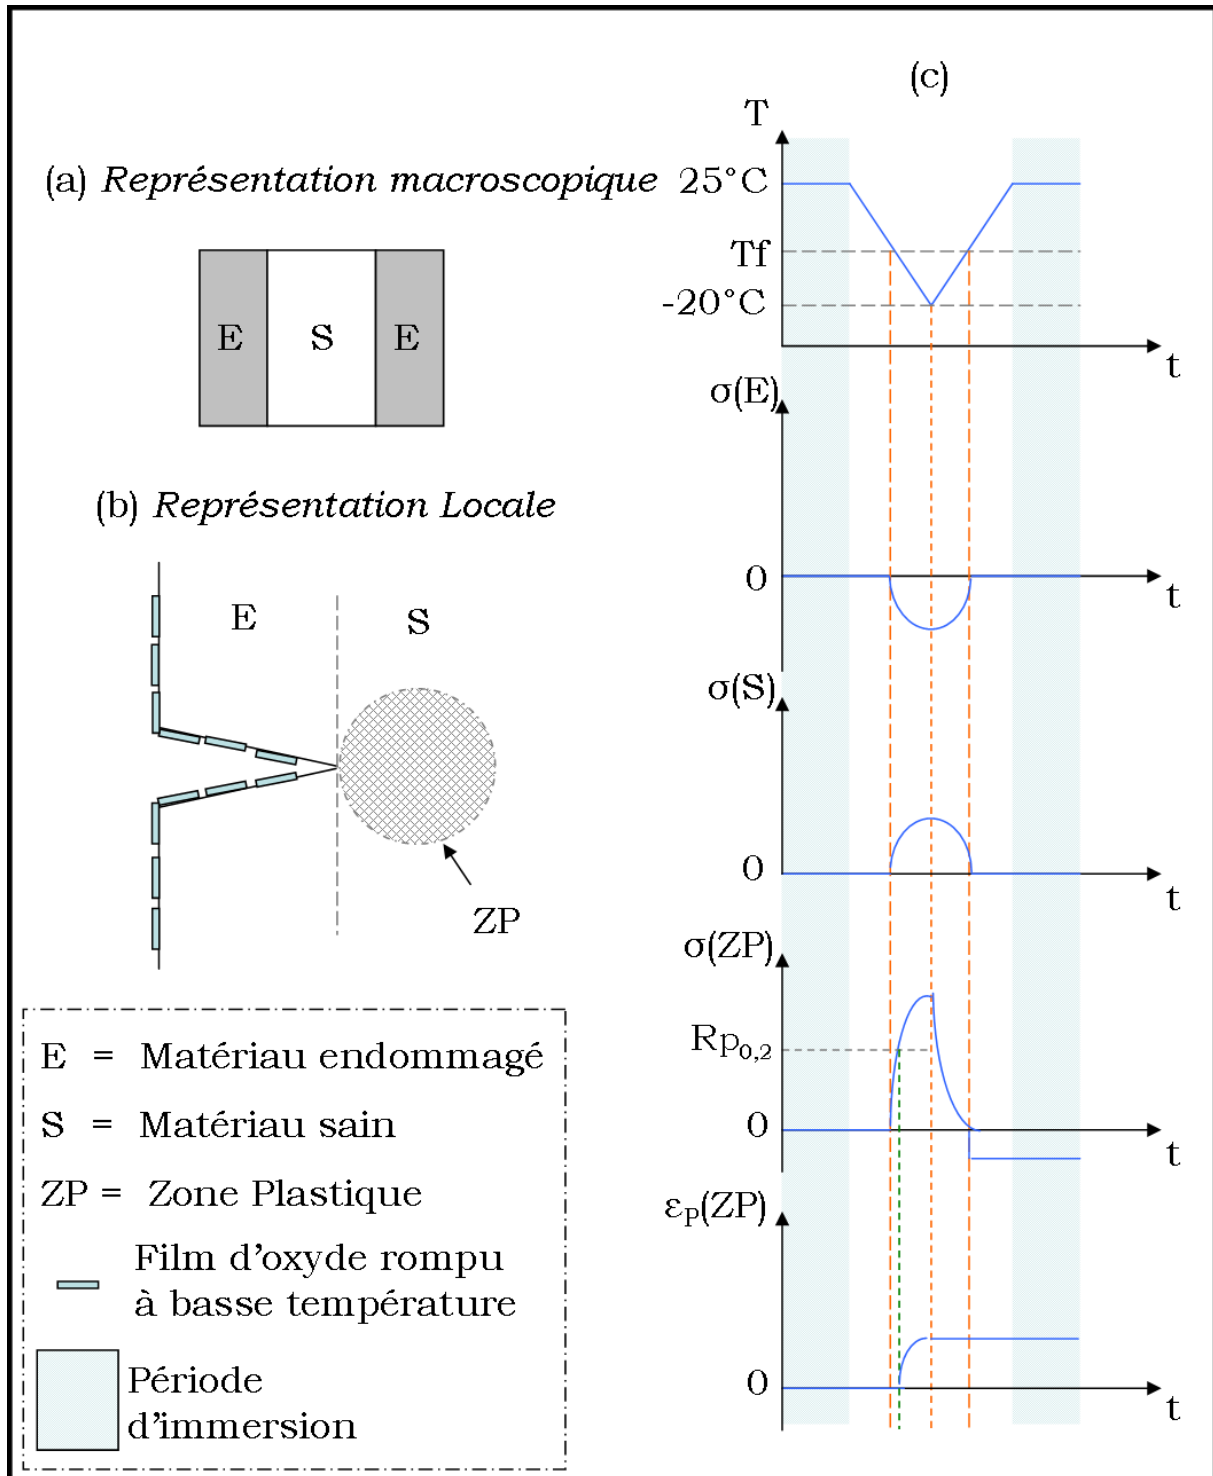 (a) Représentation macroscopique
E
S
E
(b) Représentation Locale
E
S
ZP
E = Matériau endommagé
S = Matériau sain
ZP = Zone Plastique
Film d'oxyde rompu
à basse température
Période
d'immersion
(c)
T
25°C
Tf
-20°C
t
σ(E)
0
t
σ(S)
0
t
σ(ZP)
Rp0,2
0
t
εP(ZP)
0
t